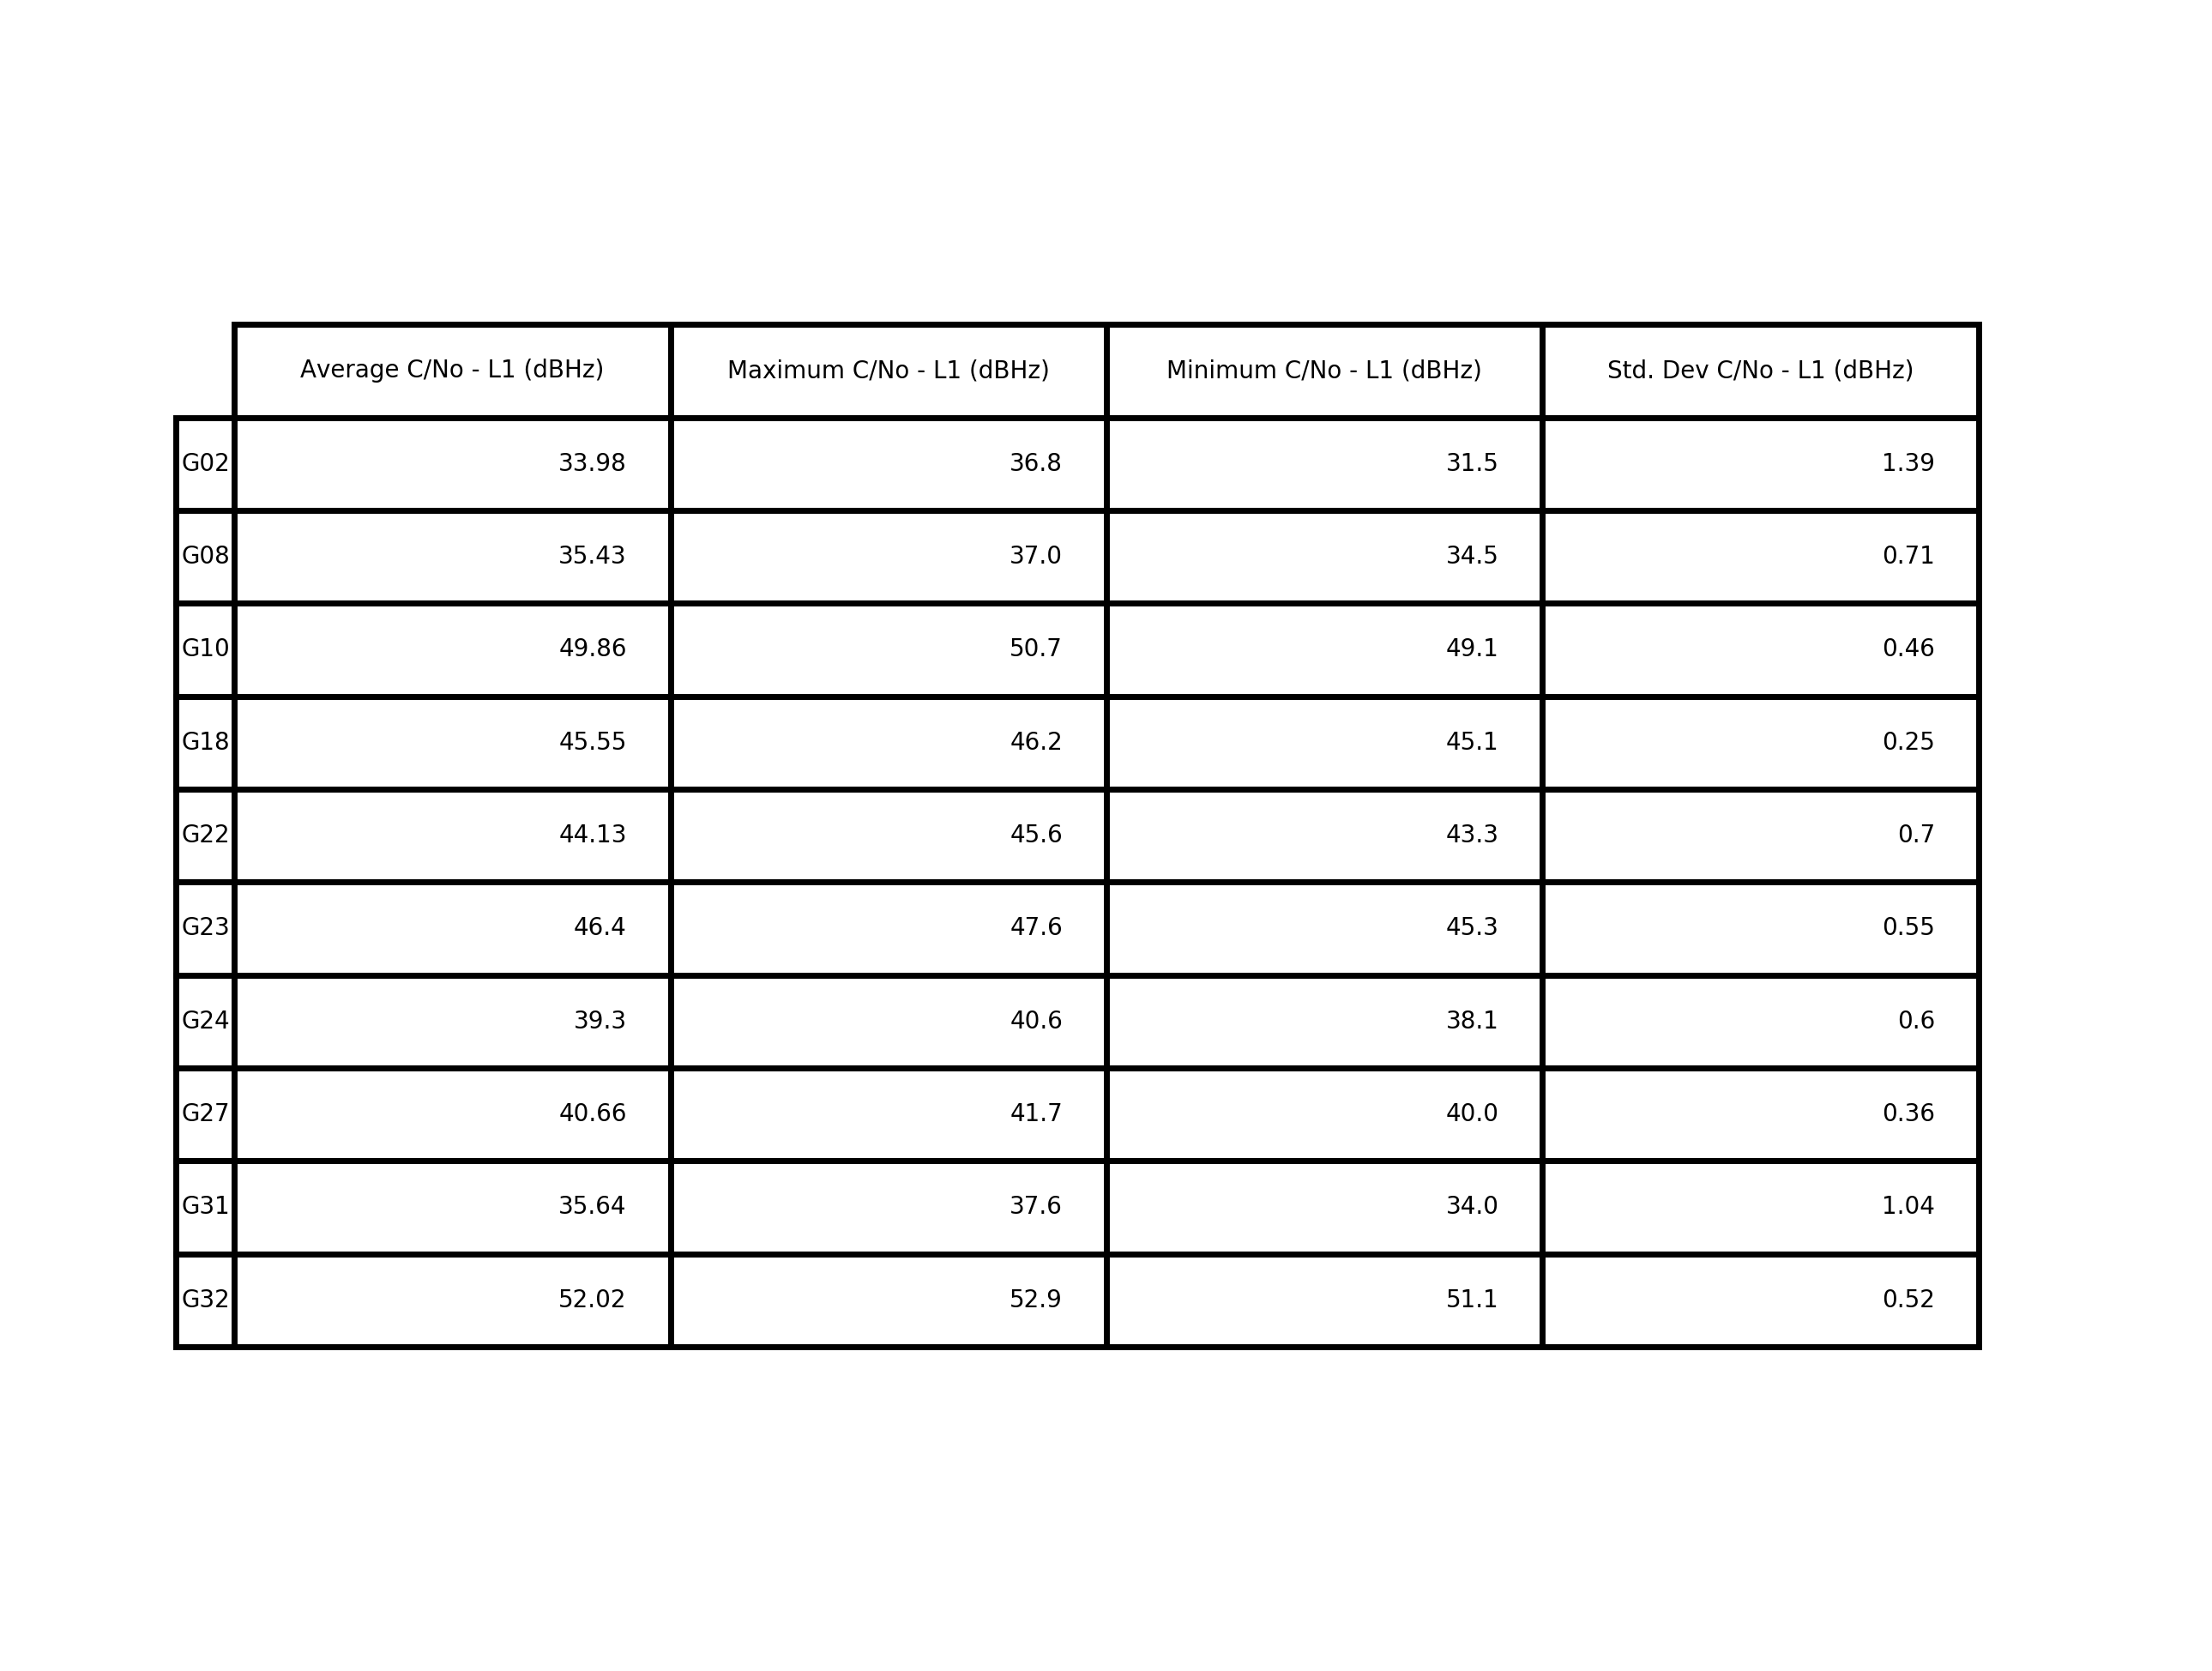 Average C/No - L1 (dBHz) Maximum C/No - L1 (dBHz) Minimum C/No - L1 (dBHz) Std. Dev C/No - L1 (dBHz)
G02 33.98 36.8 31.5 1.39
G08 35.43 37.0 34.5 0.71
G10 49.86 50.7 49.1 0.46
G18 45.55 46.2 45.1 0.25
G22 44.13 45.6 43.3 0.7
G23 46.4 47.6 45.3 0.55
G24 39.3 40.6 38.1 0.6
G27 40.66 41.7 40.0 0.36
G31 35.64 37.6 34.0 1.04
G32 52.02 52.9 51.1 0.52